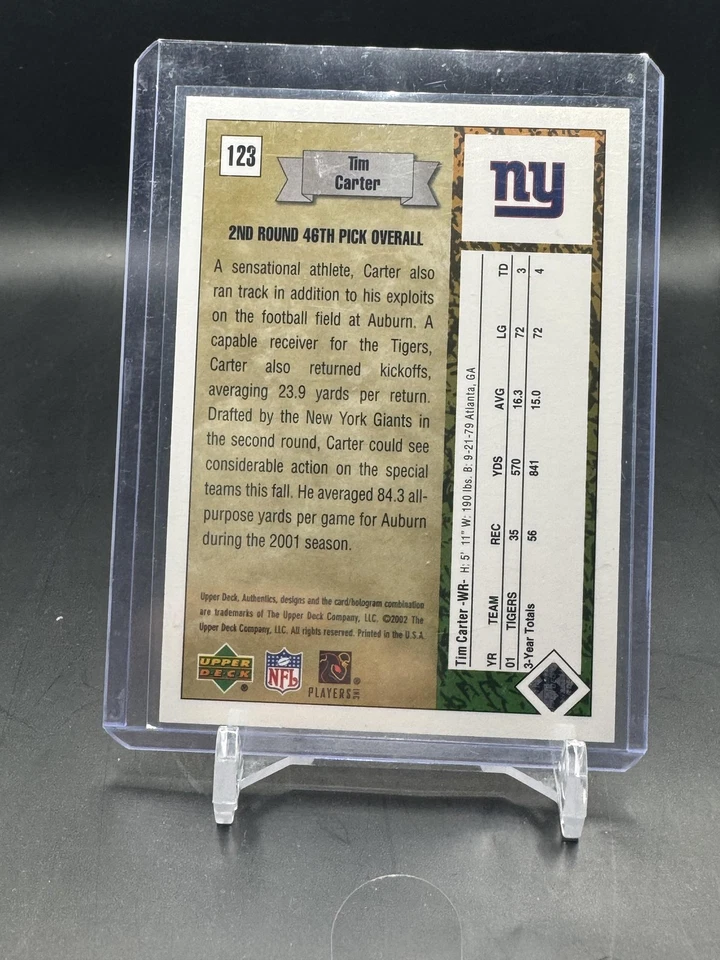 123
Tim
Carter
ny
2ND ROUND 46TH PICK OVERALL
A sensational athlete, Carter also
ran track in addition to his exploits
on the football field at Auburn. A
capable receiver for the Tigers,
Carter also returned kickoffs,
averaging 23.9 yards per return.
Drafted by the New York Giants in
the second round, Carter could see
considerable action on the special
teams this fall. He averaged 84.3 all-
purpose yards per game for Auburn
during the 2001 season.
Upper Deck, Authentics, designs and the card/hologram combination
are trademarks of The Upper Deck Company, LLC. ©2002 The
Upper Deck Company, LLC. All rights reserved. Printed in the U.S.A.
UPPER
DECK ®
NFL
PLAYERS INC ®
Tim Carter -WR- H: 5' 11" W: 190 lbs. B: 9-21-79 Atlanta, GA
YR TEAM REC YDS AVG LG TD
01 TIGERS 35 570 16.3 72 3
3-Year Totals 56 841 15.0 72 4